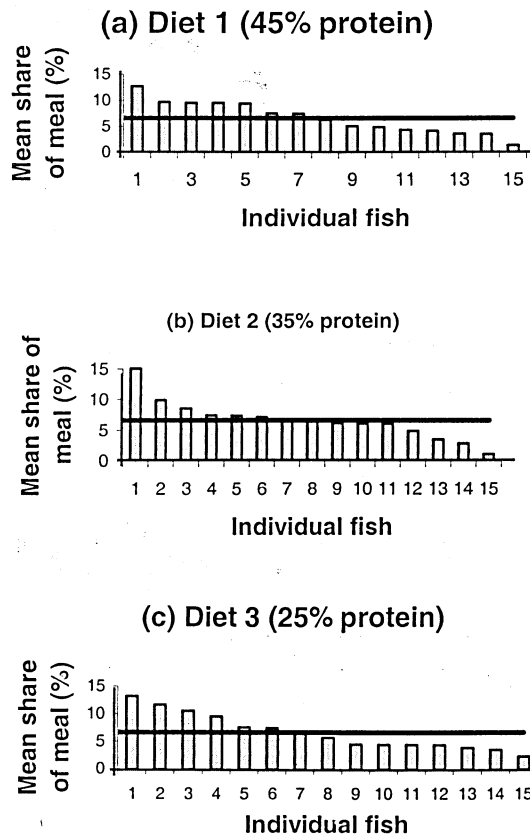 (a) Diet 1 (45% protein)
Mean share
of meal (%)
15
10
5
0
1 3 5 7 9 11 13 15
Individual fish
(b) Diet 2 (35% protein)
Mean share of
meal (%)
15
10
5
0
1 2 3 4 5 6 7 8 9 10 11 12 13 14 15
Individual fish
(c) Diet 3 (25% protein)
Mean share
of meal (%)
15
10
5
0
1 2 3 4 5 6 7 8 9 10 11 12 13 14 15
Individual fish